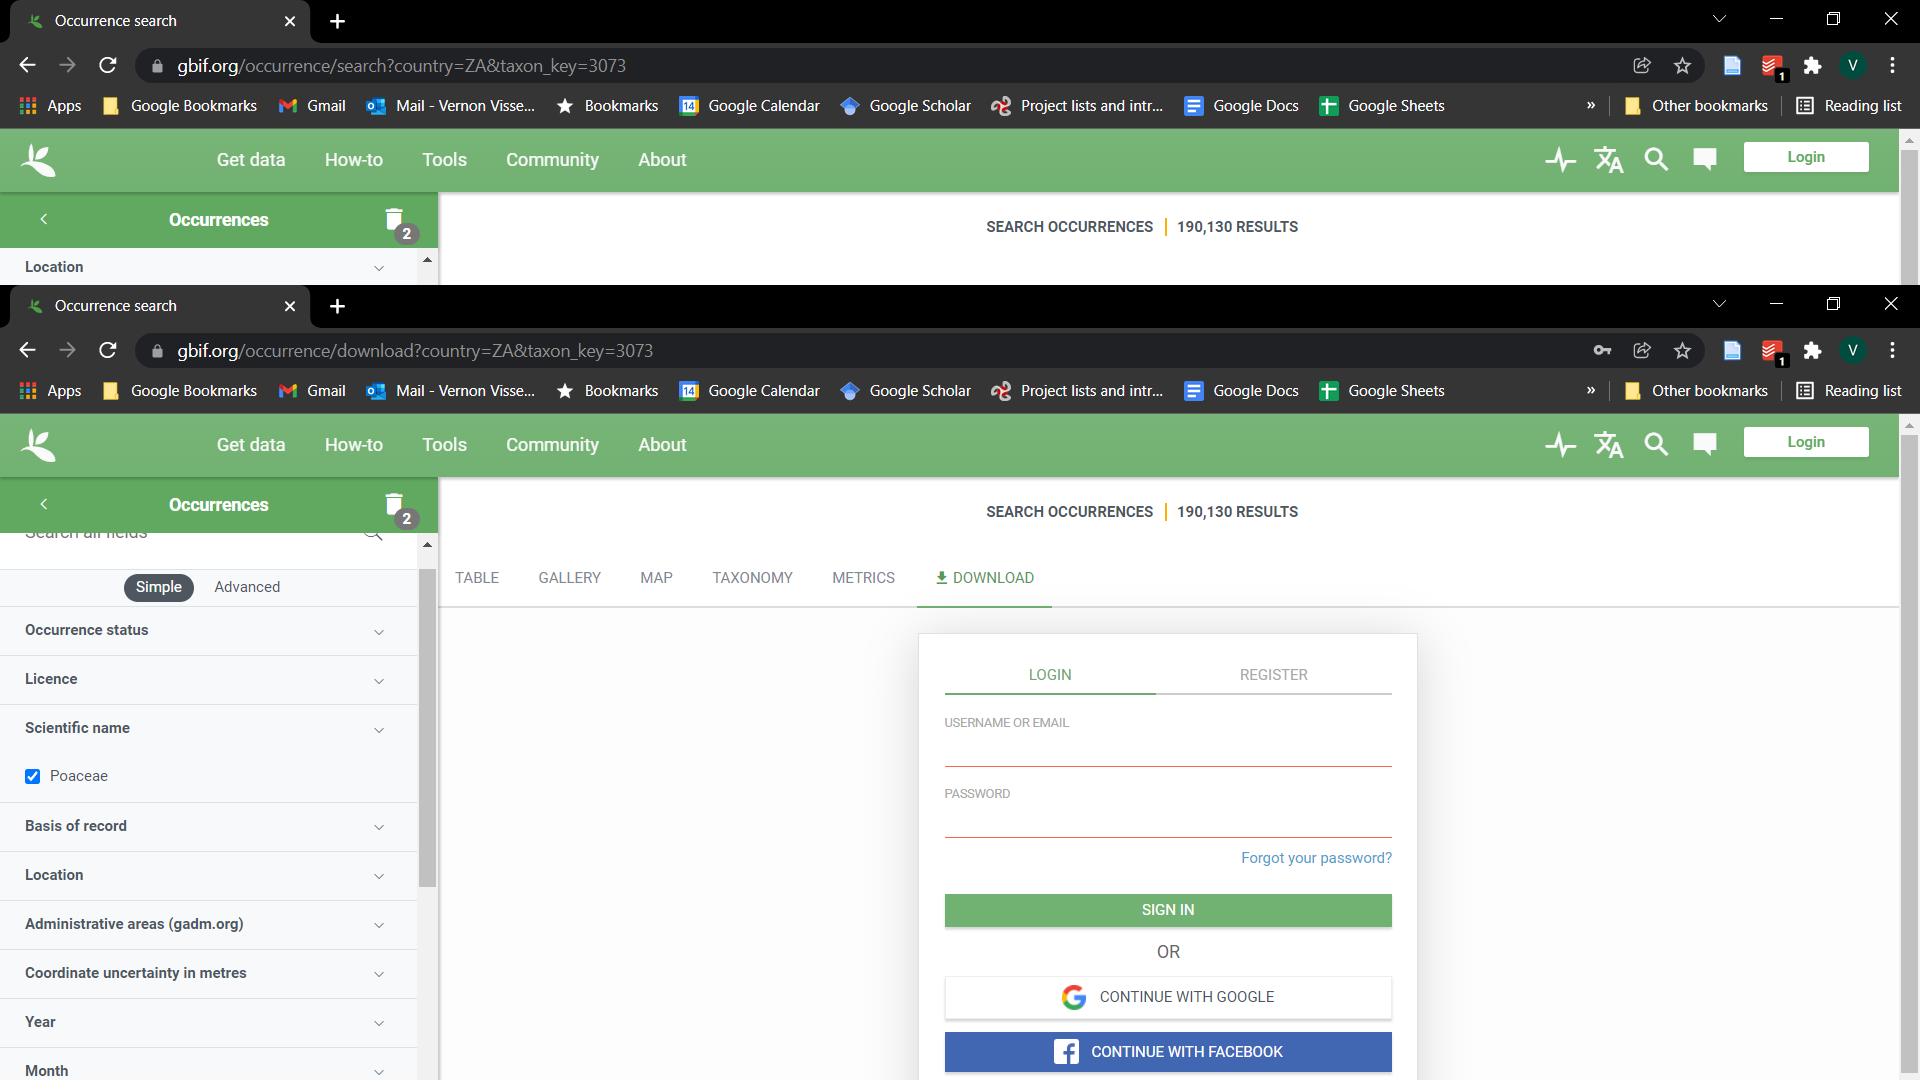 Occurrence search
gbif.org/occurrence/search?country=ZA&taxon_key=3073
1
V
Apps Google Bookmarks Gmail Mail - Vernon Visse... Bookmarks 14 Google Calendar Google Scholar Project lists and intr... Google Docs Google Sheets » Other bookmarks Reading list
Get data How-to Tools Community About Login
Occurrences 2
SEARCH OCCURRENCES | 190,130 RESULTS
Location
Occurrence search
gbif.org/occurrence/download?country=ZA&taxon_key=3073
1
V
Apps Google Bookmarks Gmail Mail - Vernon Visse... Bookmarks 14 Google Calendar Google Scholar Project lists and intr... Google Docs Google Sheets » Other bookmarks Reading list
Get data How-to Tools Community About Login
Occurrences 2
SEARCH OCCURRENCES | 190,130 RESULTS
Search all fields
Simple Advanced
Occurrence status
Licence
Scientific name
Poaceae
Basis of record
Location
Administrative areas (gadm.org)
Coordinate uncertainty in metres
Year
Month
TABLE GALLERY MAP TAXONOMY METRICS DOWNLOAD
LOGIN REGISTER
USERNAME OR EMAIL
PASSWORD
Forgot your password?
SIGN IN
OR
CONTINUE WITH GOOGLE
CONTINUE WITH FACEBOOK